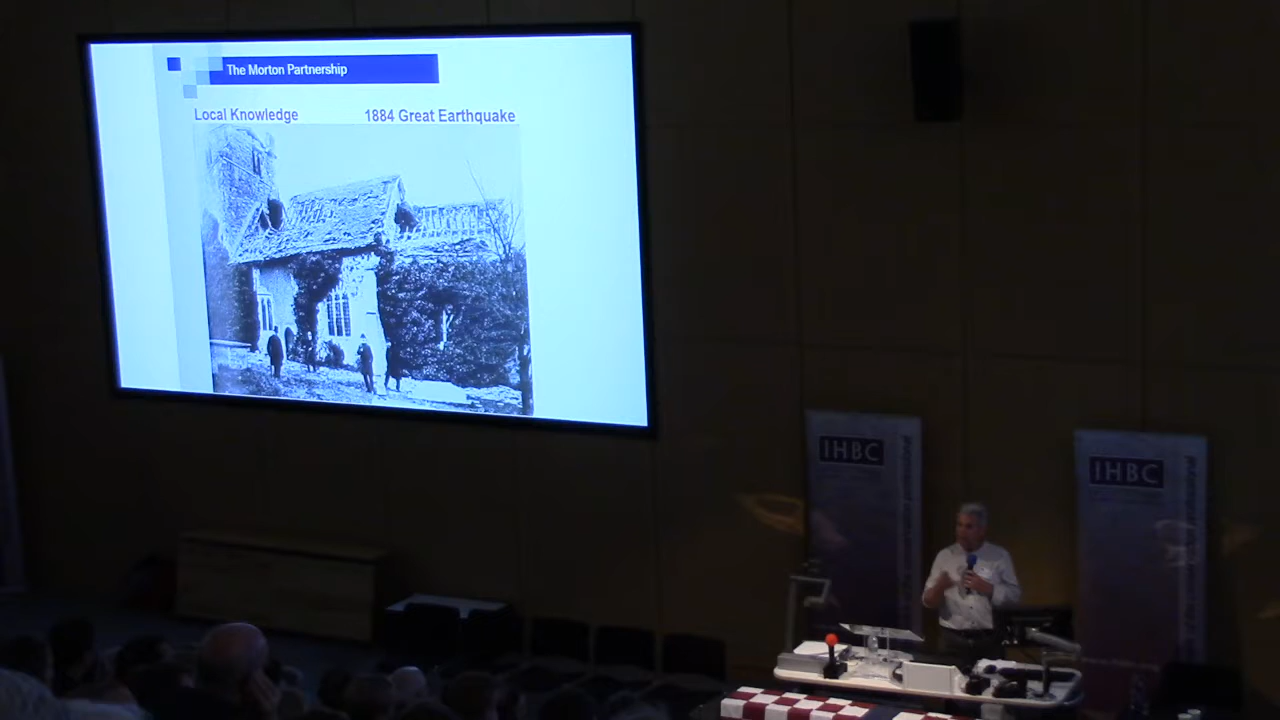 The Morton Partnership
Local Knowledge
1884 Great Earthquake
IHBC
IHBC